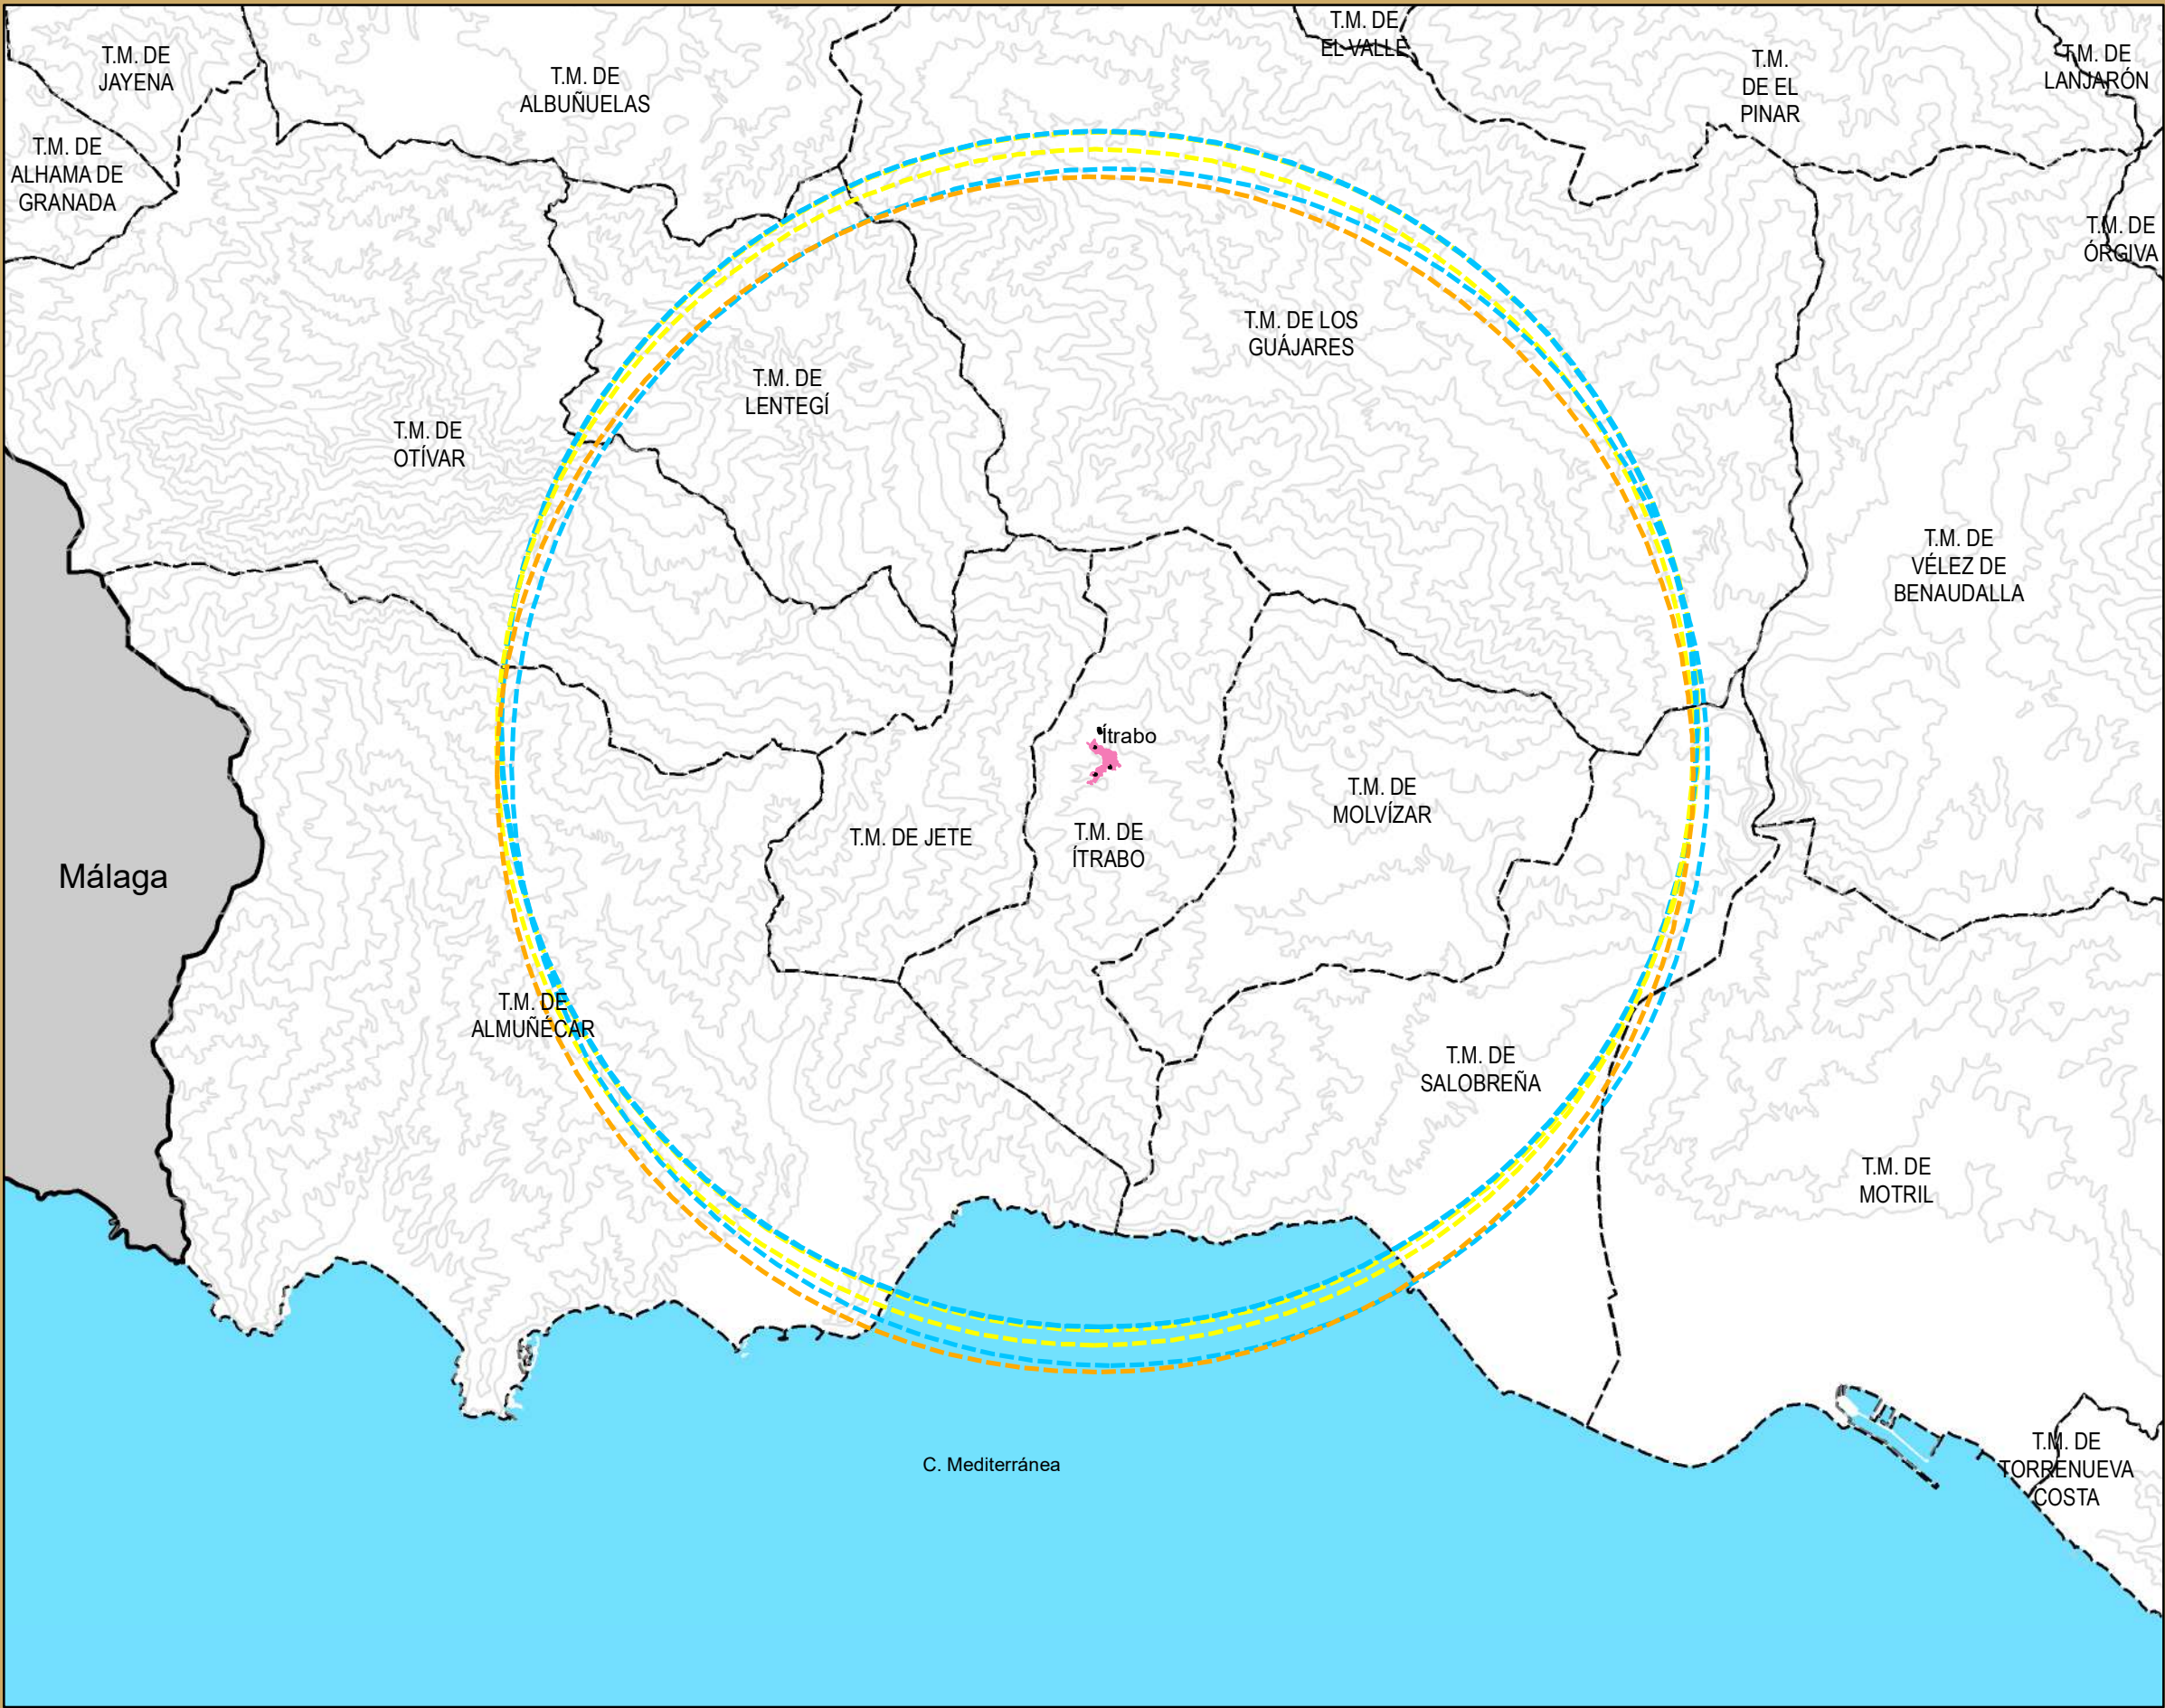 T.M. DE
EL VALLE
T.M. DE
JAYENA
T.M. DE
ALBUÑUELAS
T.M.
DE EL
PINAR
T.M. DE
LANJARÓN
T.M. DE
ALHAMA DE
GRANADA
T.M. DE
ÓRGIVA
T.M. DE LOS
GUÁJARES
T.M. DE
LENTEGÍ
T.M. DE
OTÍVAR
T.M. DE
VÉLEZ DE
BENAUDALLA
Ítrabo
T.M. DE
MOLVÍZAR
T.M. DE JETE
T.M. DE
ÍTRABO
Málaga
T.M. DE
ALMUÑÉCAR
T.M. DE
SALOBREÑA
T.M. DE
MOTRIL
C. Mediterránea
T.M. DE
TORRENUEVA
COSTA